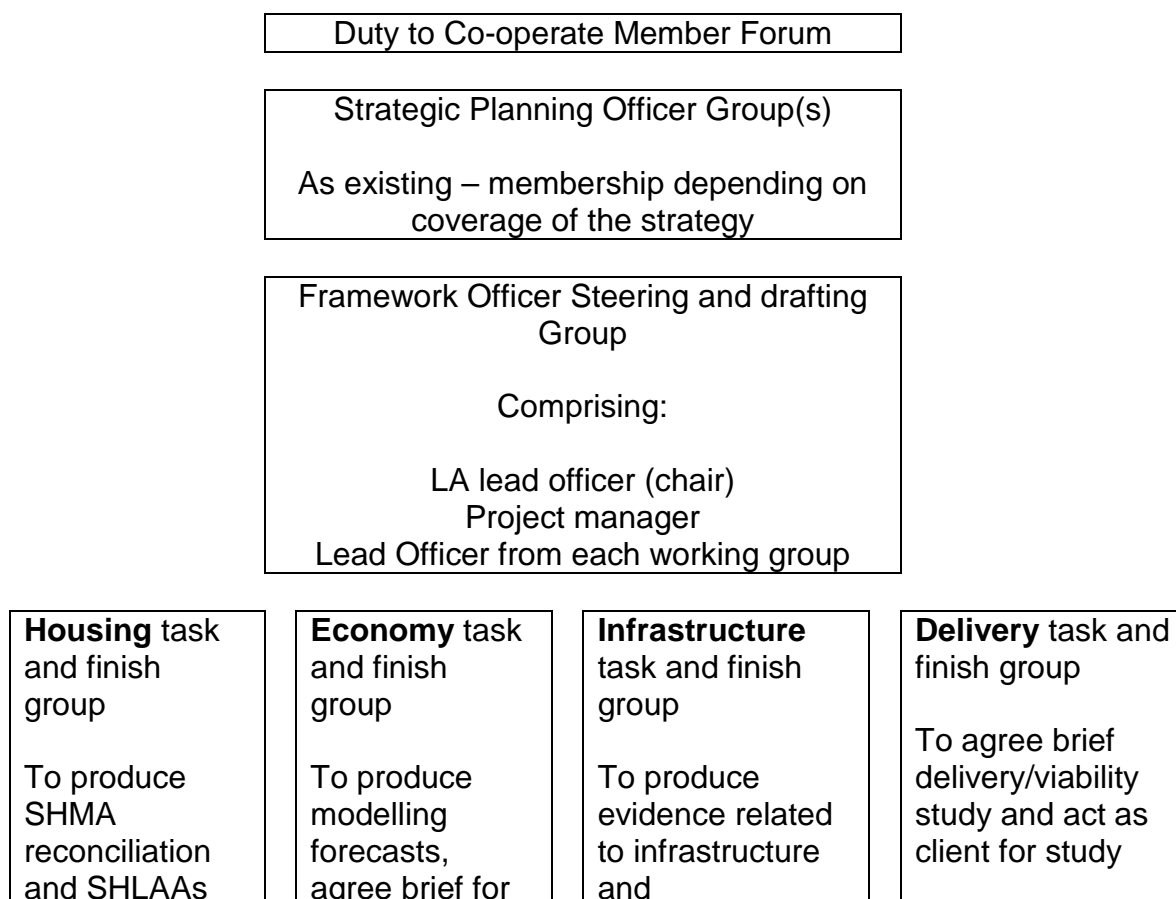 Duty to Co-operate Member Forum
Strategic Planning Officer Group(s)
As existing – membership depending on
coverage of the strategy
Framework Officer Steering and drafting
Group
Comprising:
LA lead officer (chair)
Project manager
Lead Officer from each working group
Housing task
and finish
group
To produce
SHMA
reconciliation
and SHLAAs
Economy task
and finish
group
To produce
modelling
forecasts,
agree brief for
Infrastructure
task and finish
group
To produce
evidence related
to infrastructure
and
Delivery task and
finish group
To agree brief
delivery/viability
study and act as
client for study